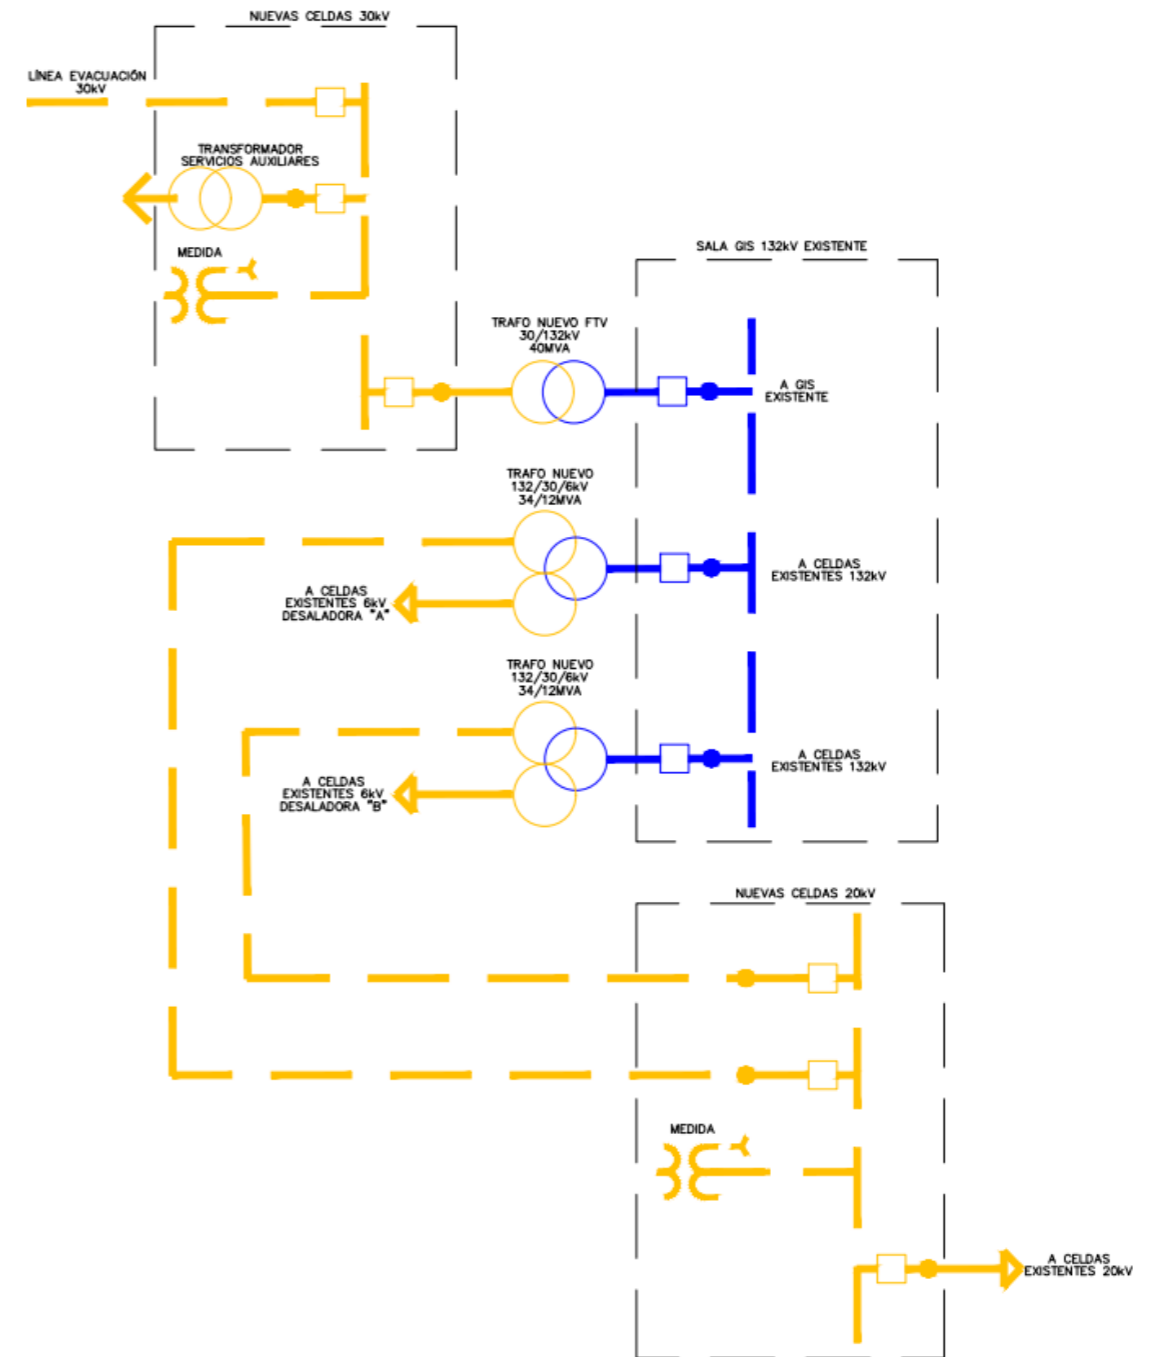 NUEVAS CELDAS 30kV
LÍNEA EVACUACIÓN
30kV
TRANSFORMADOR
SERVICIOS AUXILIARES
MEDIDA
SALA GIS 132kV EXISTENTE
TRAFO NUEVO FTV
30/132kV
40MVA
A GIS
EXISTENTE
TRAFO NUEVO
132/30/6kV
34/12MVA
A CELDAS
EXISTENTES 132kV
A CELDAS
EXISTENTES 6kV
DESALADORA "A"
TRAFO NUEVO
132/30/6kV
34/12MVA
A CELDAS
EXISTENTES 132kV
A CELDAS
EXISTENTES 6kV
DESALADORA "B"
NUEVAS CELDAS 20kV
MEDIDA
A CELDAS
EXISTENTES 20kV